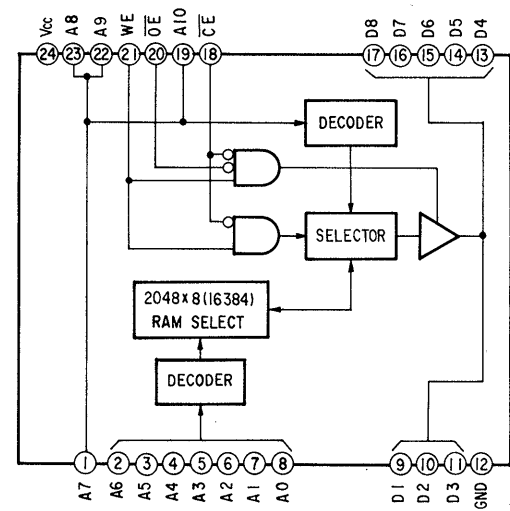 Vcc A8 A9 WE OE A10 CE D8 D7 D6 D5 D4
24 23 22 21 20 19 18 17 16 15 14 13
DECODER
SELECTOR
2048×8(16384)
RAM SELECT
DECODER
1 2 3 4 5 6 7 8 9 10 11 12
A7 A6 A5 A4 A3 A2 A1 A0 D1 D2 D3 GND